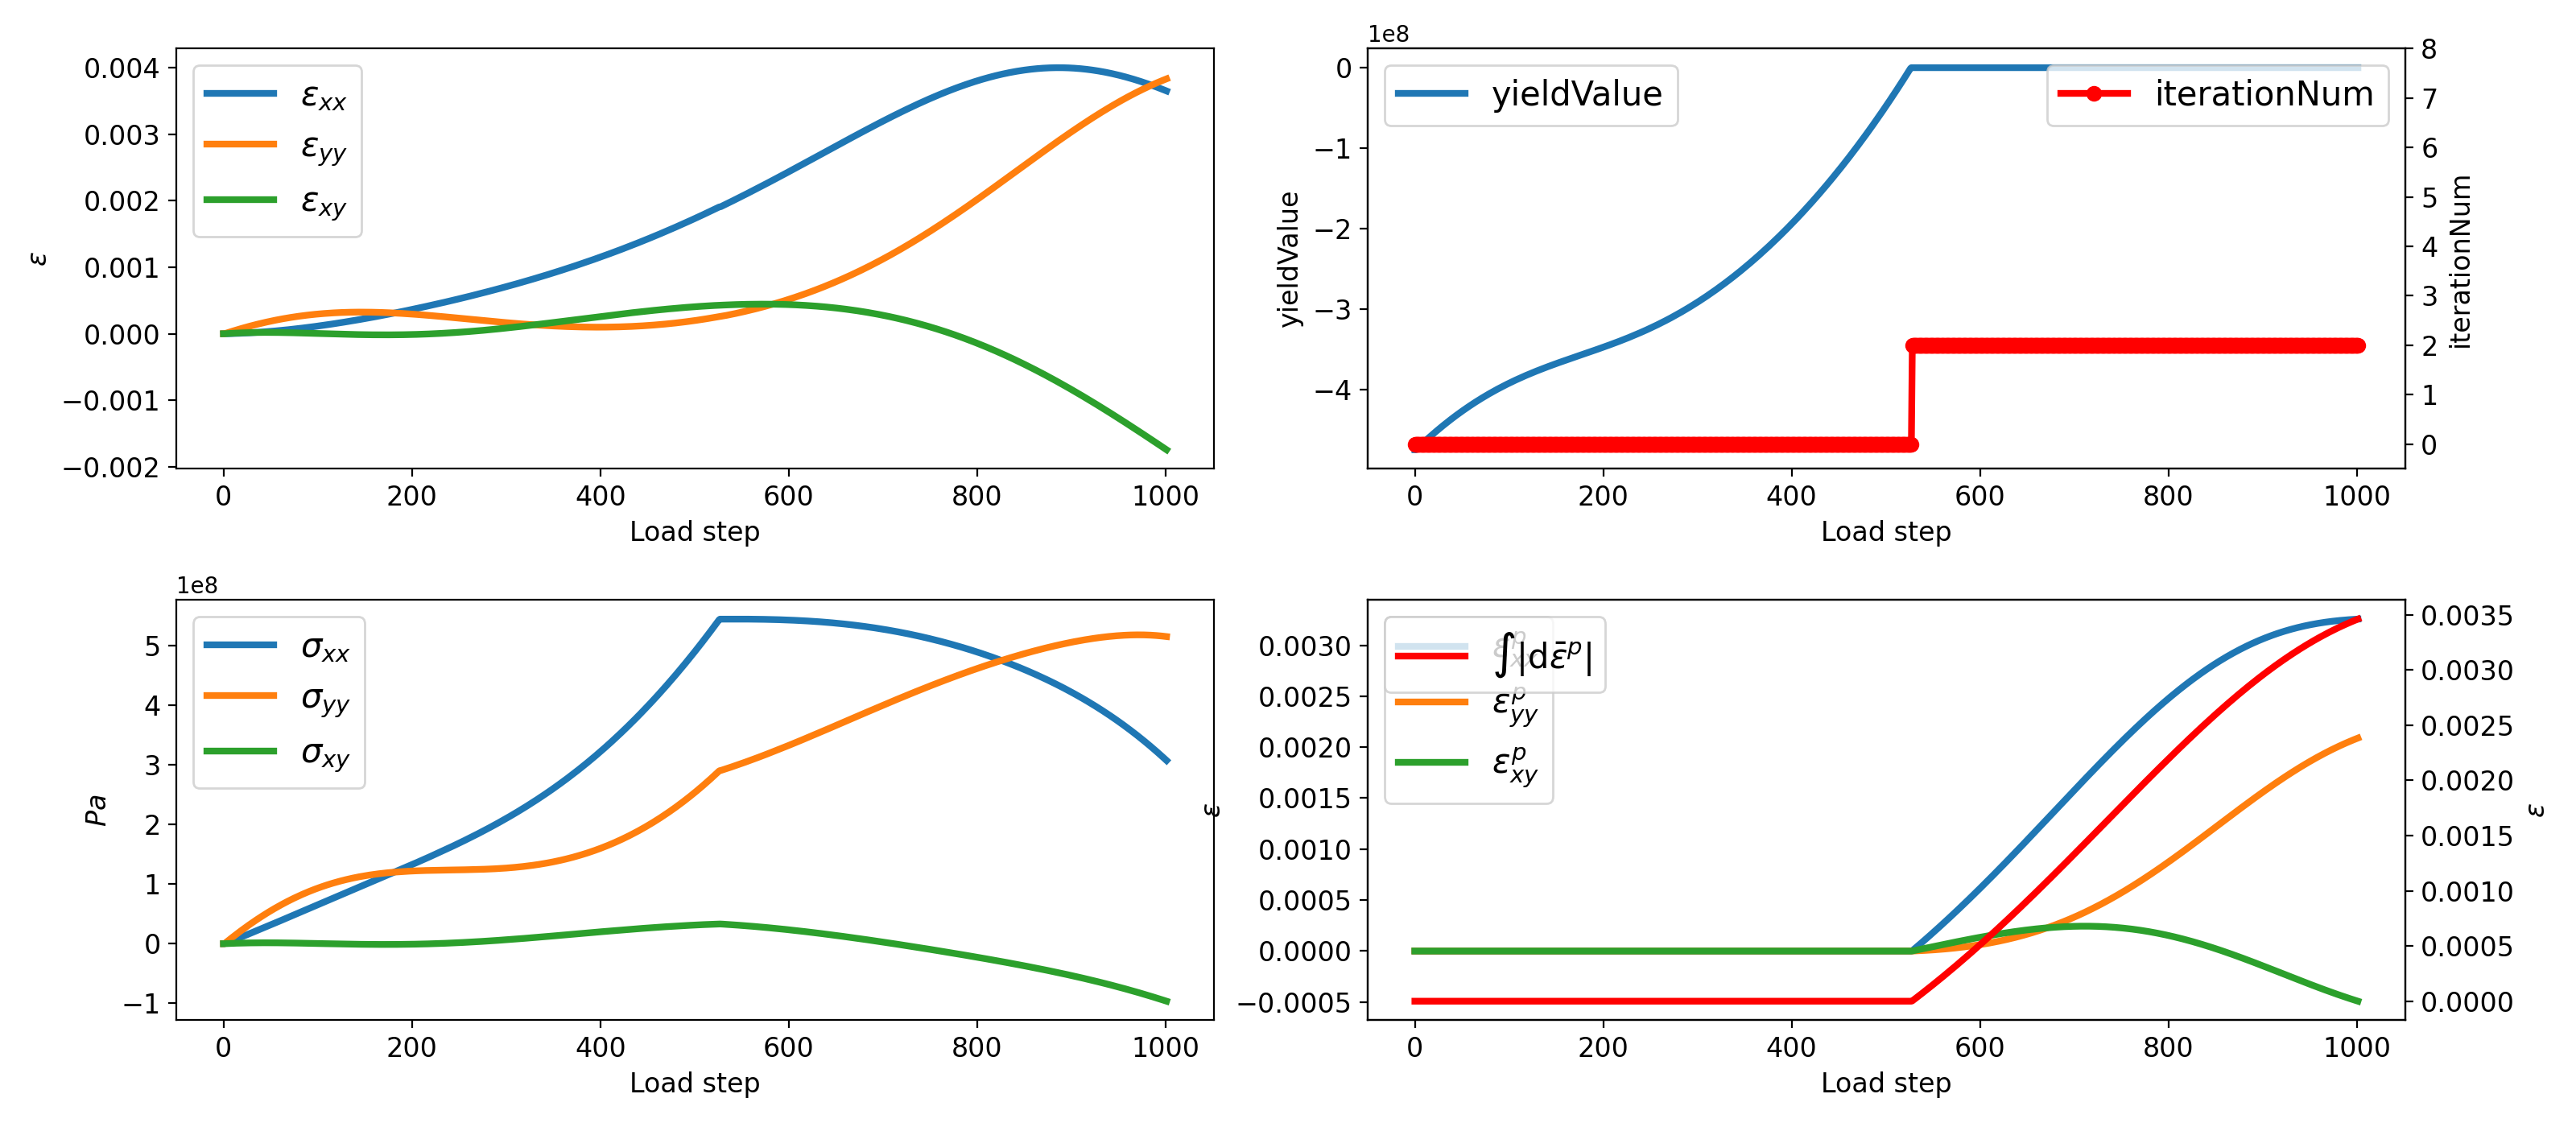 0.004
0.003
0.002
0.001
0.000
−0.001
−0.002
ε
ε_xx
ε_yy
ε_xy
0 200 400 600 800 1000
Load step
1e8
0
−1
−2
−3
−4
yieldValue
yieldValue
iterationNum
8
7
6
5
4
3
2
1
0
iterationNum
0 200 400 600 800 1000
Load step
1e8
5
4
3
2
1
0
−1
Pa
σ_xx
σ_yy
σ_xy
0 200 400 600 800 1000
Load step
0.0030
0.0025
0.0020
0.0015
0.0010
0.0005
0.0000
−0.0005
ε
∫|dε̄^p|
ε^p_xx
ε^p_yy
ε^p_xy
0.0035
0.0030
0.0025
0.0020
0.0015
0.0010
0.0005
0.0000
ε
0 200 400 600 800 1000
Load step